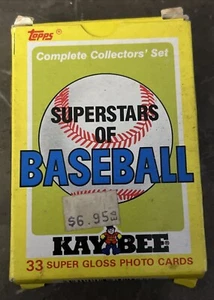 Topps
Complete Collectors' Set
SUPERSTARS
OF
BASEBALL
$6.95
KAY BEE
33 SUPER GLOSS PHOTO CARDS